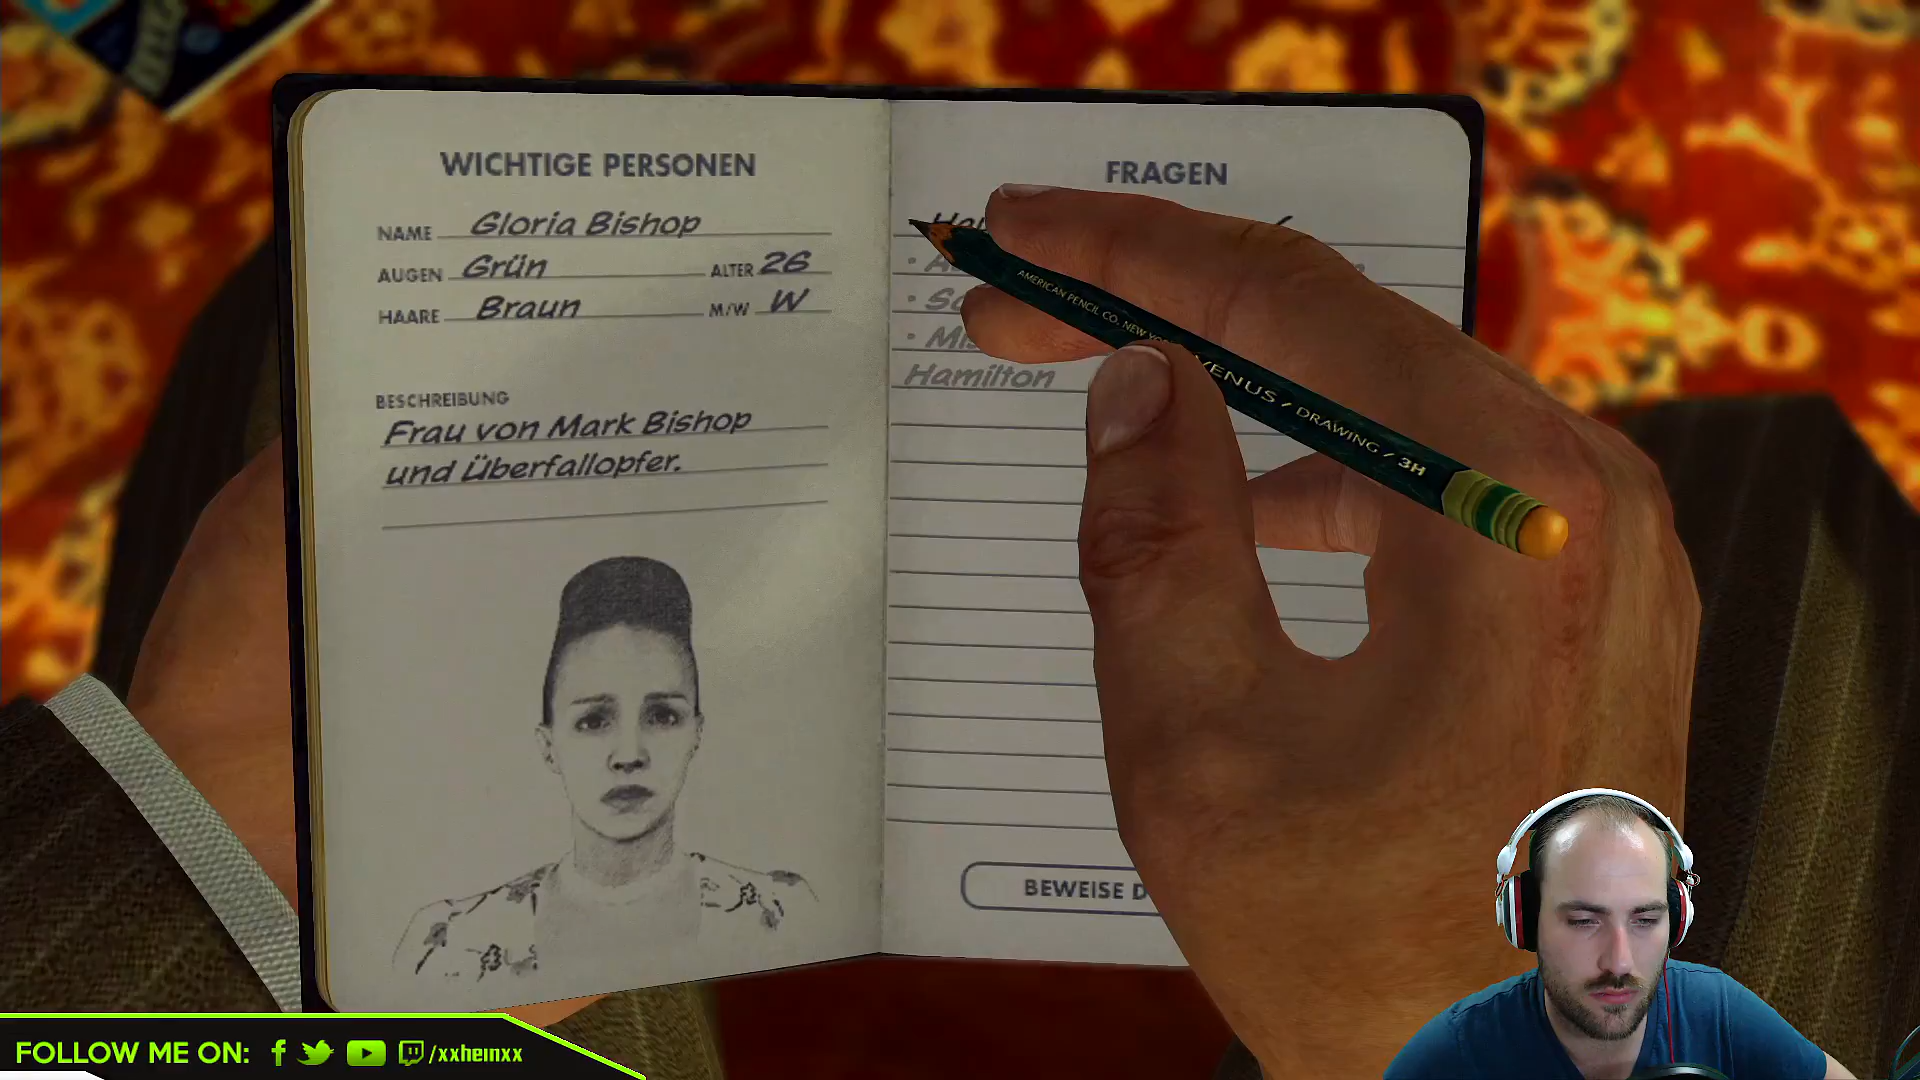 WICHTIGE PERSONEN
NAME Gloria Bishop
AUGEN Grün ALTER 26
HAARE Braun M/W W
BESCHREIBUNG
Frau von Mark Bishop
und Überfallopfer.
FRAGEN
Hamilton
BEWEISE
AMERICAN PENCIL CO. NEW
VENUS / DRAWING / 3H
FOLLOW ME ON: /xxheinxx